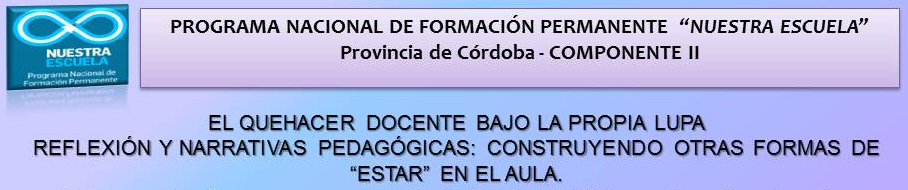 NUESTRA
ESCUELA
Programa Nacional de
Formación Permanente
PROGRAMA NACIONAL DE FORMACIÓN PERMANENTE “NUESTRA ESCUELA”
Provincia de Córdoba - COMPONENTE II
EL QUEHACER DOCENTE BAJO LA PROPIA LUPA
REFLEXIÓN Y NARRATIVAS PEDAGÓGICAS: CONSTRUYENDO OTRAS FORMAS DE
“ESTAR” EN EL AULA.